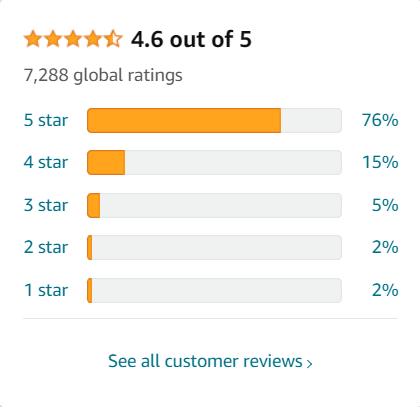 4.6 out of 5
7,288 global ratings
5 star 76%
4 star 15%
3 star 5%
2 star 2%
1 star 2%
See all customer reviews ›